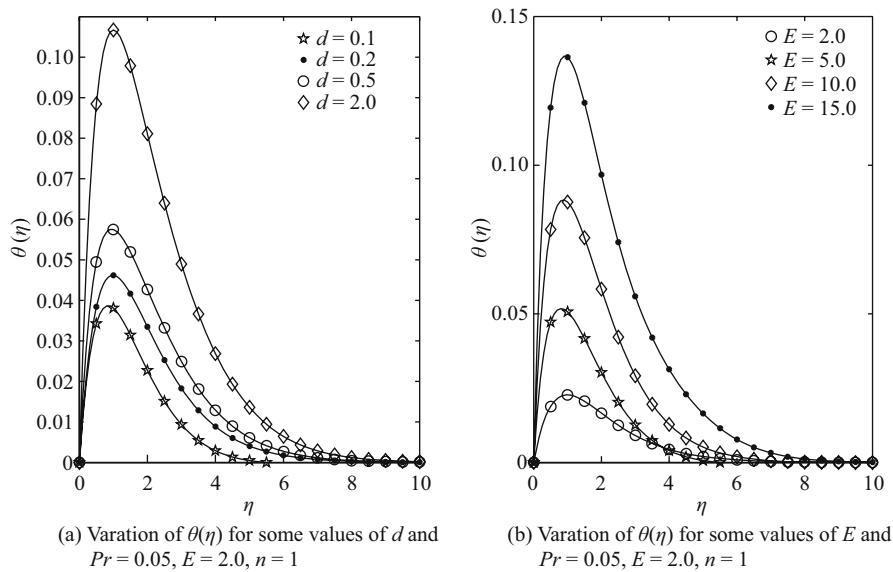 0.10
0.09
0.08
0.07
0.06
0.05
0.04
0.03
0.02
0.01
0
θ (η)
d = 0.1
d = 0.2
d = 0.5
d = 2.0
0 2 4 6 8 10
η
(a) Varation of θ(η) for some values of d and
Pr = 0.05, E = 2.0, n = 1
0.15
0.10
0.05
0
θ (η)
E = 2.0
E = 5.0
E = 10.0
E = 15.0
0 2 4 6 8 10
η
(b) Varation of θ(η) for some values of E and
Pr = 0.05, E = 2.0, n = 1